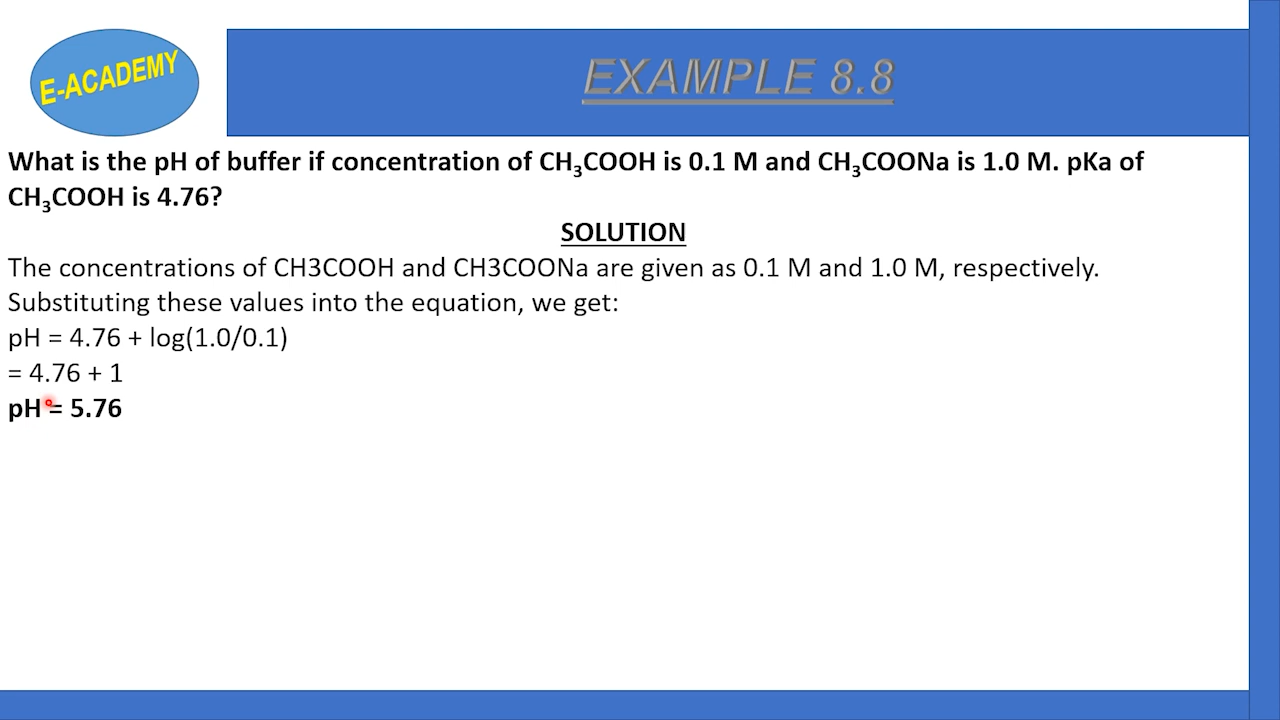 E-ACADEMY
EXAMPLE 8.8
What is the pH of buffer if concentration of CH₃COOH is 0.1 M and CH₃COONa is 1.0 M. pKa of
CH₃COOH is 4.76?
SOLUTION
The concentrations of CH3COOH and CH3COONa are given as 0.1 M and 1.0 M, respectively.
Substituting these values into the equation, we get:
pH = 4.76 + log(1.0/0.1)
= 4.76 + 1
pH = 5.76